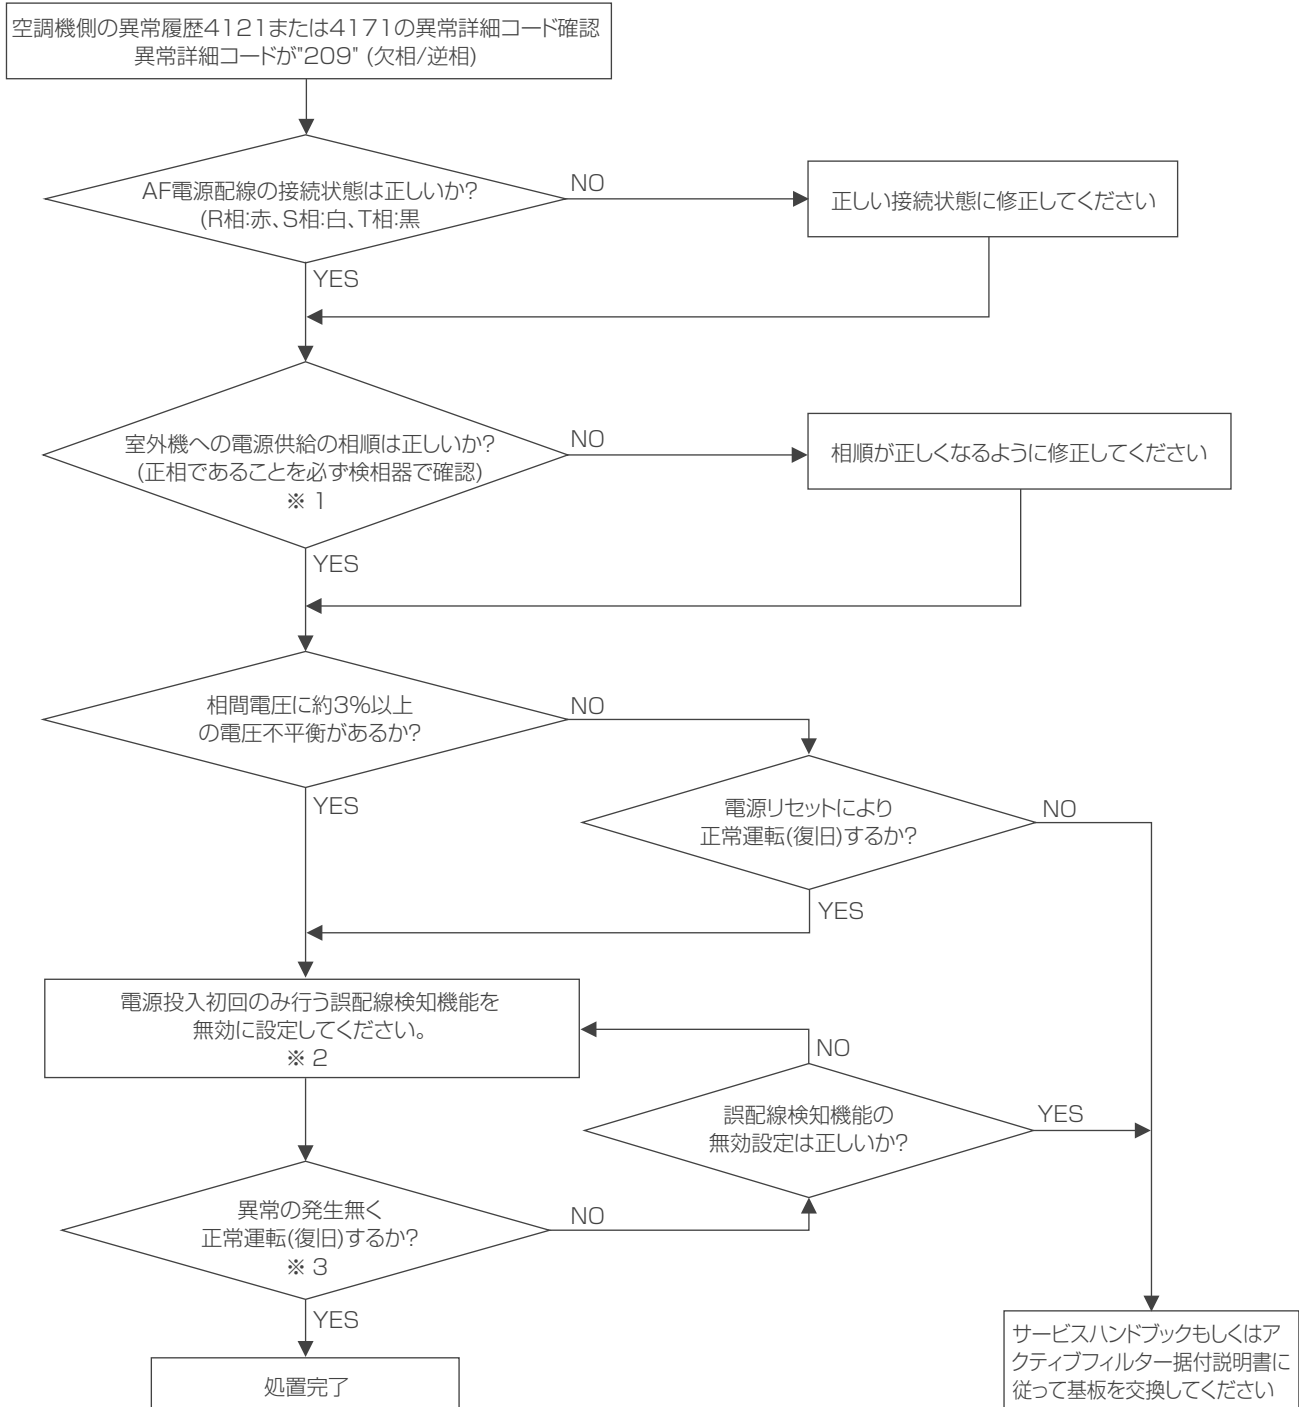 空調機側の異常履歴4121または4171の異常詳細コード確認
異常詳細コードが"209" (欠相/逆相)
AF電源配線の接続状態は正しいか?
(R相:赤、S相:白、T相:黒
NO
正しい接続状態に修正してください
YES
室外機への電源供給の相順は正しいか?
(正相であることを必ず検相器で確認)
※ 1
NO
相順が正しくなるように修正してください
YES
相間電圧に約3%以上
の電圧不平衡があるか?
NO
YES
電源リセットにより
正常運転(復旧)するか?
NO
YES
電源投入初回のみ行う誤配線検知機能を
無効に設定してください。
※ 2
NO
誤配線検知機能の
無効設定は正しいか?
YES
異常の発生無く
正常運転(復旧)するか?
※ 3
NO
YES
処置完了
サービスハンドブックもしくはア
クティブフィルター据付説明書に
従って基板を交換してください